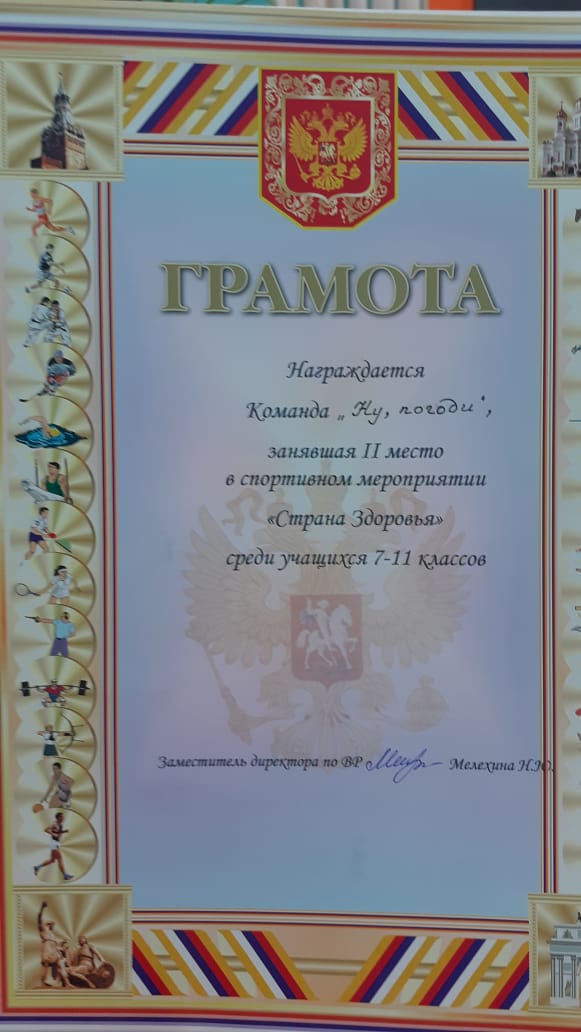 ГРАМОТА
Награждается
Команда „Ну, погоди",
занявшая II место
в спортивном мероприятии
«Страна Здоровья»
среди учащихся 7-11 классов
Заместитель директора по ВР Мелехина Н.Ю.